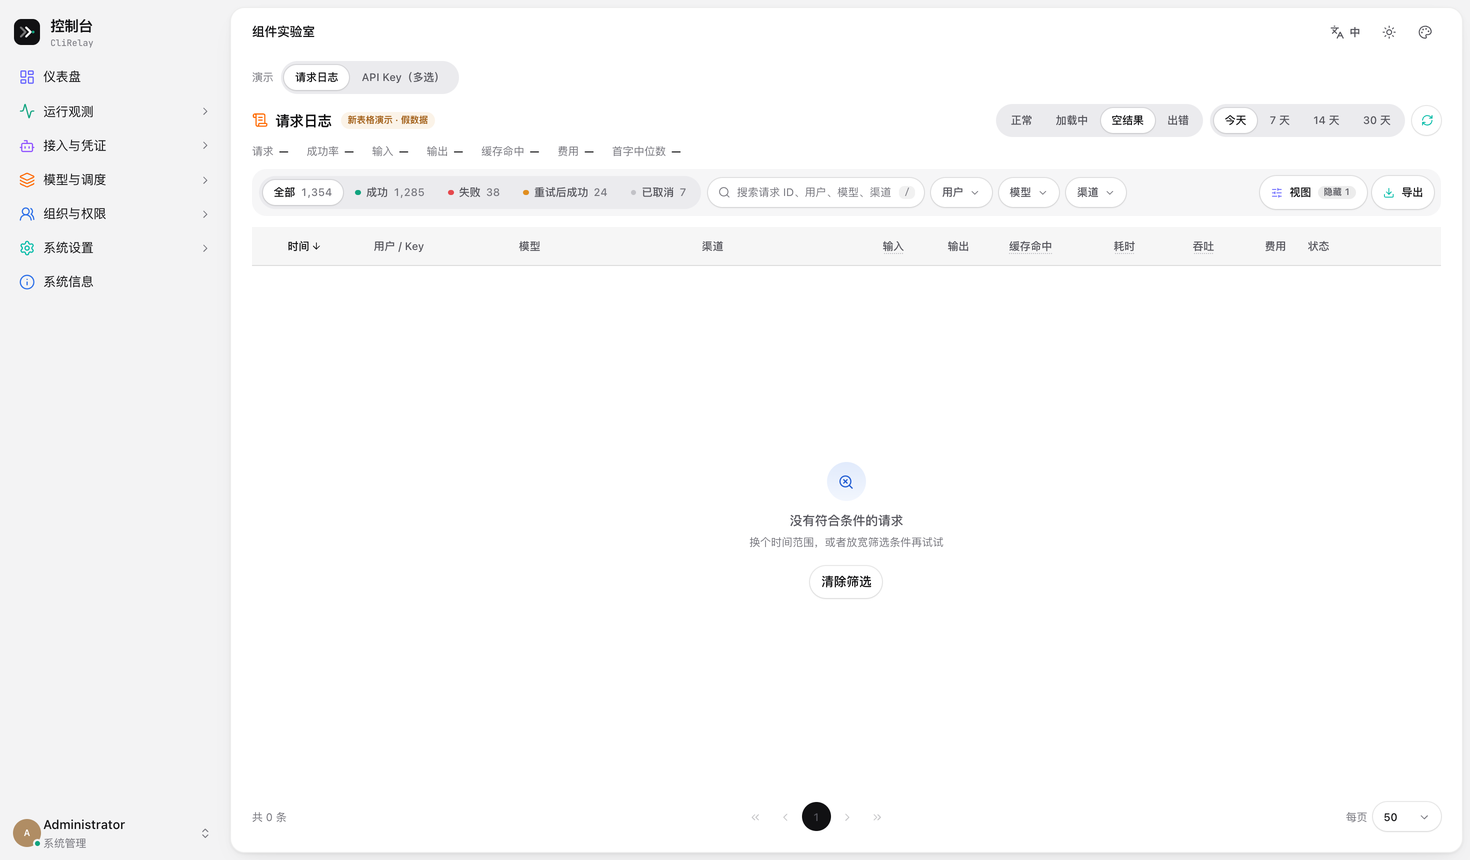 控制台
CliRelay
仪表盘
运行观测
接入与凭证
模型与调度
组织与权限
系统设置
系统信息
A
Administrator
系统管理
组件实验室
中
演示 请求日志 API Key（多选）
请求日志 新表格演示 · 假数据
正常 加载中 空结果 出错 今天 7 天 14 天 30 天
请求 — 成功率 — 输入 — 输出 — 缓存命中 — 费用 — 首字中位数 —
全部 1,354 成功 1,285 失败 38 重试后成功 24 已取消 7 搜索请求 ID、用户、模型、渠道 / 用户 模型 渠道 视图 隐藏 1 导出
时间 ↓ 用户 / Key 模型 渠道 输入 输出 缓存命中 耗时 吞吐 费用 状态
没有符合条件的请求
换个时间范围，或者放宽筛选条件再试试
清除筛选
共 0 条 « ‹ 1 › » 每页 50